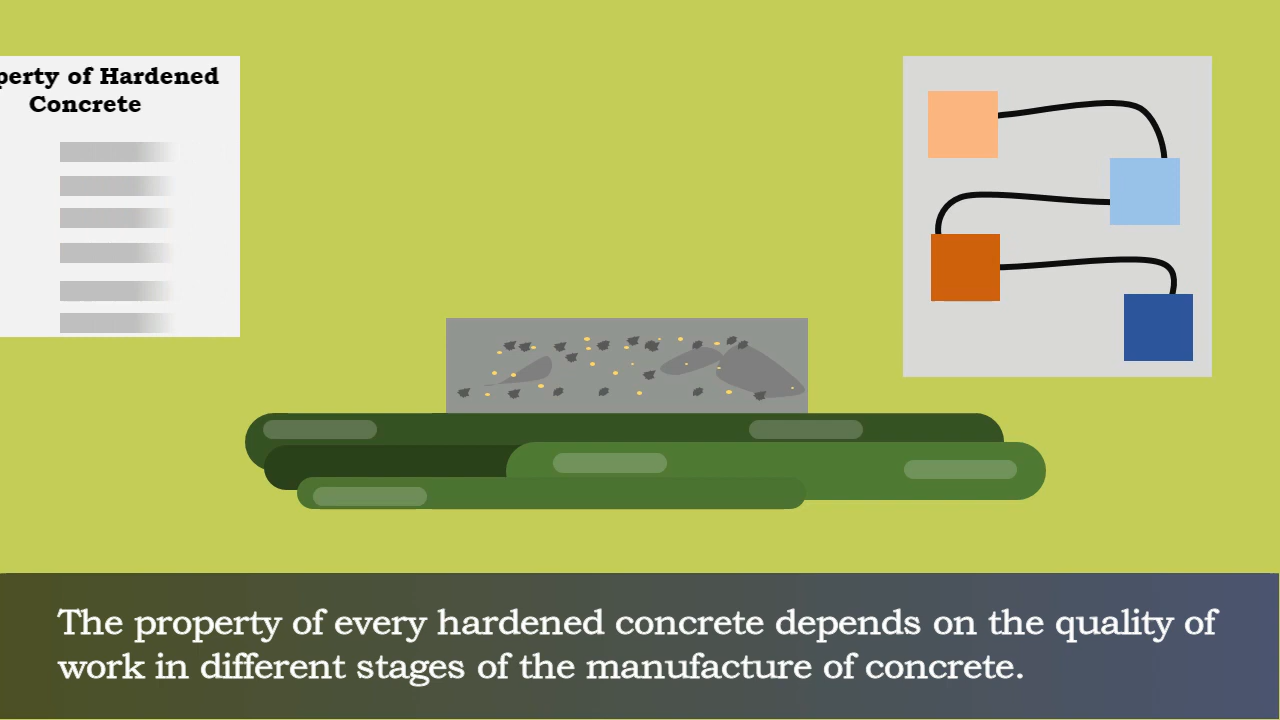 of Hardened
Concrete
The property of every hardened concrete depends on the quality of
work in different stages of the manufacture of concrete.